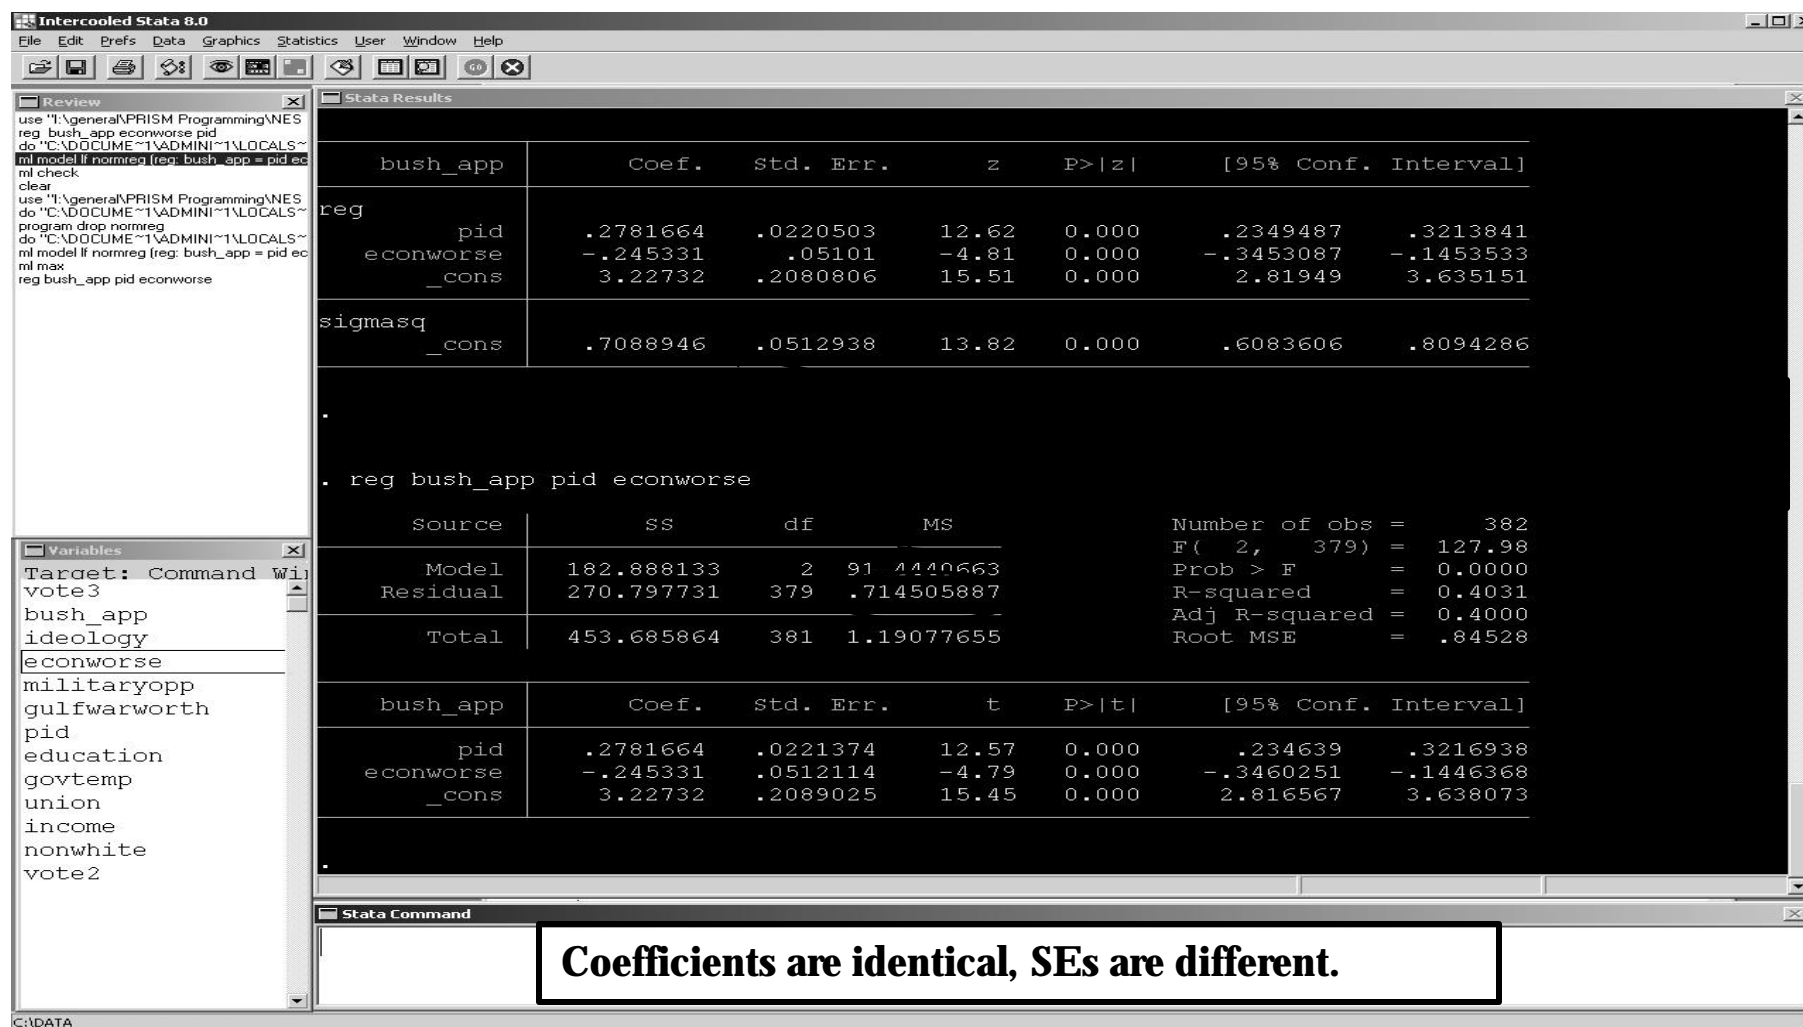 Intercooled Stata 8.0
File Edit Prefs Data Graphics Statistics User Window Help
Review
use "I:\general\PRISM Programming\NES
reg bush_app econworse pid
do "C:\DOCUME~1\ADMINI~1\LOCALS~
ml model lf normreg (reg: bush_app = pid ec
ml check
clear
use "I:\general\PRISM Programming\NES
do "C:\DOCUME~1\ADMINI~1\LOCALS~
program drop normreg
do "C:\DOCUME~1\ADMINI~1\LOCALS~
ml model lf normreg (reg: bush_app = pid ec
ml max
reg bush_app pid econworse
Variables
Target: Command Wi
vote3
bush_app
ideology
econworse
militaryopp
gulfwarworth
pid
education
govtemp
union
income
nonwhite
vote2
Stata Results
bush_app Coef. Std. Err. z P>|z| [95% Conf. Interval]
reg
pid .2781664 .0220503 12.62 0.000 .2349487 .3213841
econworse -.245331 .05101 -4.81 0.000 -.3453087 -.1453533
_cons 3.22732 .2080806 15.51 0.000 2.81949 3.635151
sigmasq
_cons .7088946 .0512938 13.82 0.000 .6083606 .8094286
.
. reg bush_app pid econworse
Source SS df MS Number of obs = 382
F( 2, 379) = 127.98
Model 182.888133 2 91.4440663 Prob > F = 0.0000
Residual 270.797731 379 .714505887 R-squared = 0.4031
Adj R-squared = 0.4000
Total 453.685864 381 1.19077655 Root MSE = .84528
bush_app Coef. Std. Err. t P>|t| [95% Conf. Interval]
pid .2781664 .0221374 12.57 0.000 .234639 .3216938
econworse -.245331 .0512114 -4.79 0.000 -.3460251 -.1446368
_cons 3.22732 .2089025 15.45 0.000 2.816567 3.638073
.
Stata Command
Coefficients are identical, SEs are different.
C:\DATA